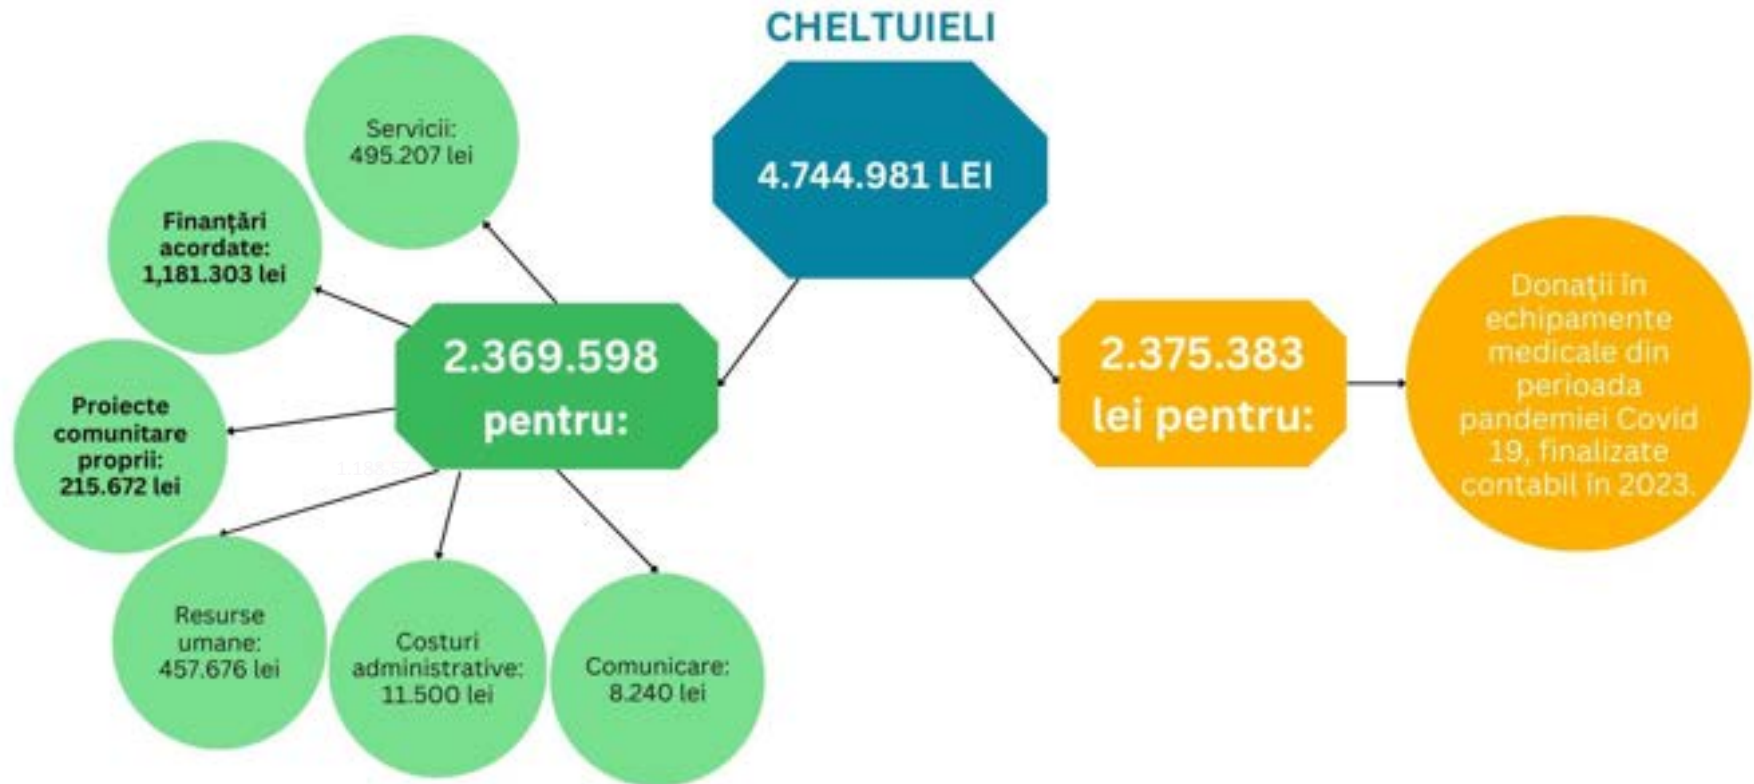 CHELTUIELI
4.744.981 LEI
Servicii:
495.207 lei
Finanțări
acordate:
1,181.303 lei
2.369.598
pentru:
2.375.383
lei pentru:
Donații în
echipamente
medicale din
perioada
pandemiei Covid
19, finalizate
contabil în 2023.
Proiecte
comunitare
proprii:
215.672 lei
Resurse
umane:
457.676 lei
Costuri
administrative:
11.500 lei
Comunicare:
8.240 lei